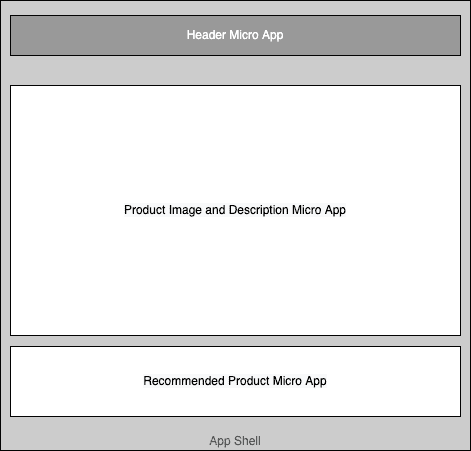 Header Micro App
Product Image and Description Micro App
Recommended Product Micro App
App Shell